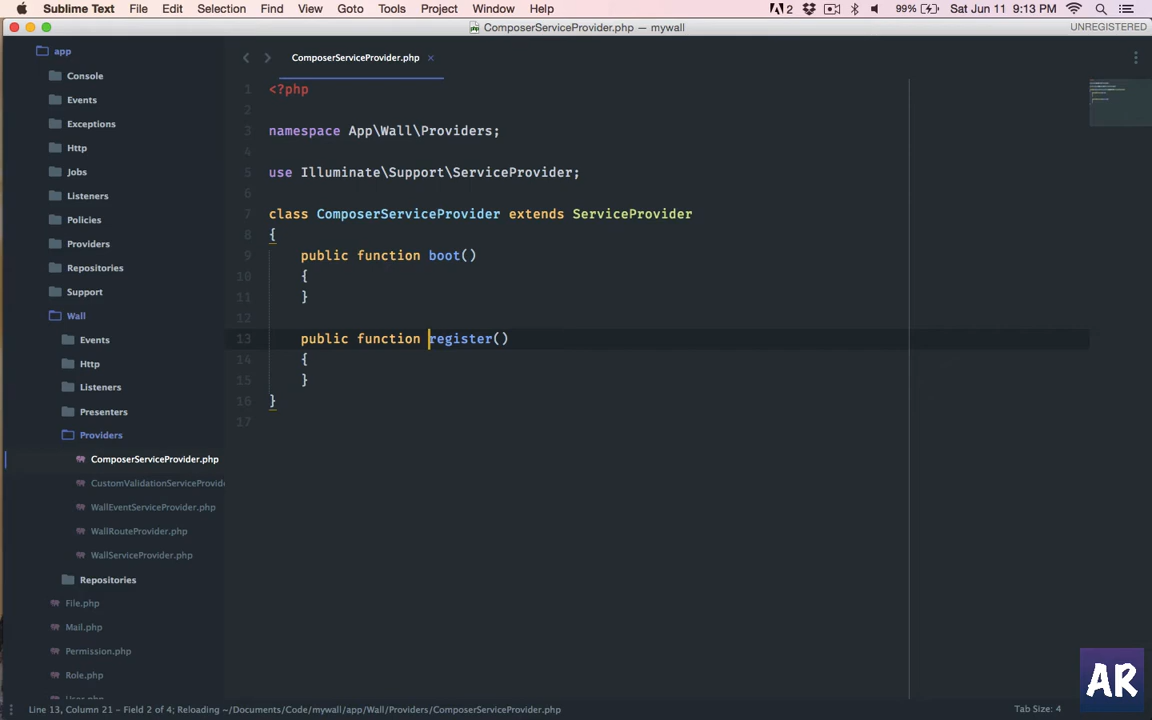 Sublime Text File Edit Selection Find View Goto Tools Project Window Help 2 99% Sat Jun 11 9:13 PM
ComposerServiceProvider.php — mywall UNREGISTERED
app
Console
Events
Exceptions
Http
Jobs
Listeners
Policies
Providers
Repositories
Support
Wall
Events
Http
Listeners
Presenters
Providers
ComposerServiceProvider.php
CustomValidationServiceProvide
WallEventServiceProvider.php
WallRouteProvider.php
WallServiceProvider.php
Repositories
File.php
Mail.php
Permission.php
Role.php
User.php
ComposerServiceProvider.php ×
1 <?php
2
3 namespace App\Wall\Providers;
4
5 use Illuminate\Support\ServiceProvider;
6
7 class ComposerServiceProvider extends ServiceProvider
8 {
9 public function boot()
10 {
11 }
12
13 public function register()
14 {
15 }
16 }
17
Line 13, Column 21 – Field 2 of 4; Reloading ~/Documents/Code/mywall/app/Wall/Providers/ComposerServiceProvider.php Tab Size: 4
AR